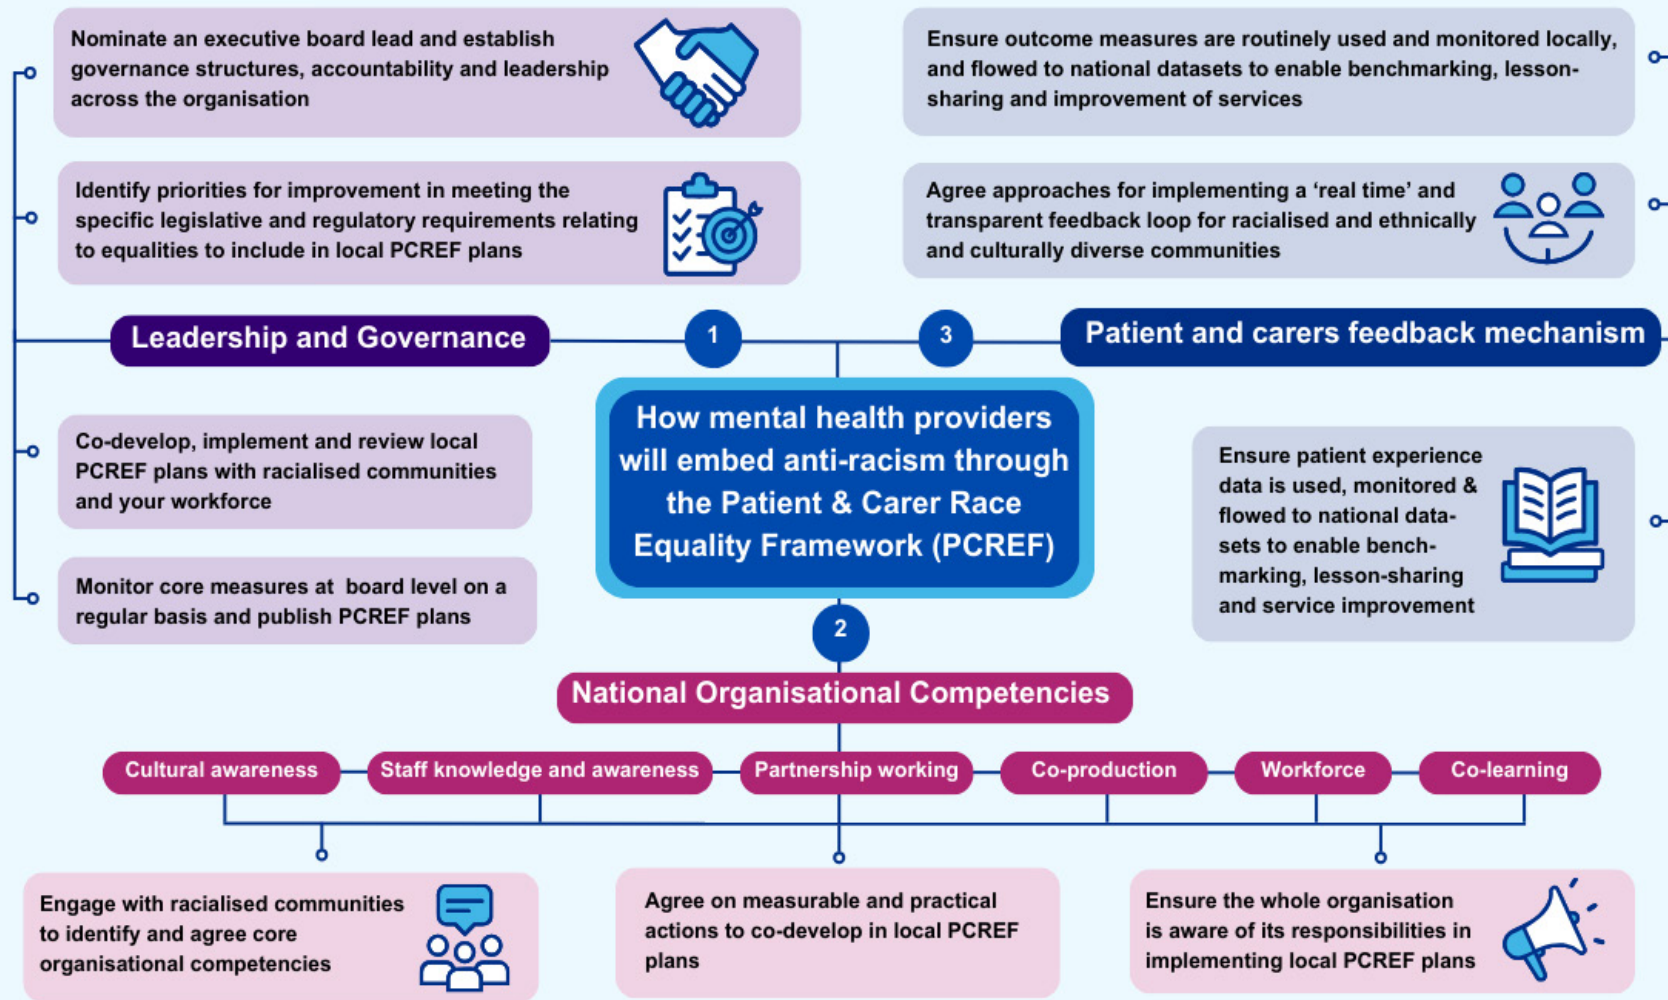 Nominate an executive board lead and establish
governance structures, accountability and leadership
across the organisation
Identify priorities for improvement in meeting the
specific legislative and regulatory requirements relating
to equalities to include in local PCREF plans
Ensure outcome measures are routinely used and monitored locally,
and flowed to national datasets to enable benchmarking, lesson-
sharing and improvement of services
Agree approaches for implementing a ‘real time’ and
transparent feedback loop for racialised and ethnically
and culturally diverse communities
Leadership and Governance
1
3
Patient and carers feedback mechanism
How mental health providers
will embed anti-racism through
the Patient & Carer Race
Equality Framework (PCREF)
Co-develop, implement and review local
PCREF plans with racialised communities
and your workforce
Monitor core measures at board level on a
regular basis and publish PCREF plans
Ensure patient experience
data is used, monitored &
flowed to national data-
sets to enable bench-
marking, lesson-sharing
and service improvement
2
National Organisational Competencies
Cultural awareness
Staff knowledge and awareness
Partnership working
Co-production
Workforce
Co-learning
Engage with racialised communities
to identify and agree core
organisational competencies
Agree on measurable and practical
actions to co-develop in local PCREF
plans
Ensure the whole organisation
is aware of its responsibilities in
implementing local PCREF plans